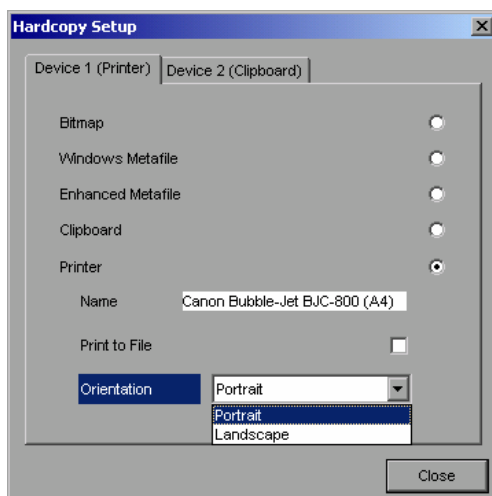 Hardcopy Setup
Device 1 (Printer) Device 2 (Clipboard)
Bitmap
Windows Metafile
Enhanced Metafile
Clipboard
Printer
Name Canon Bubble-Jet BJC-800 (A4)
Print to File
Orientation Portrait
Portrait
Landscape
Close